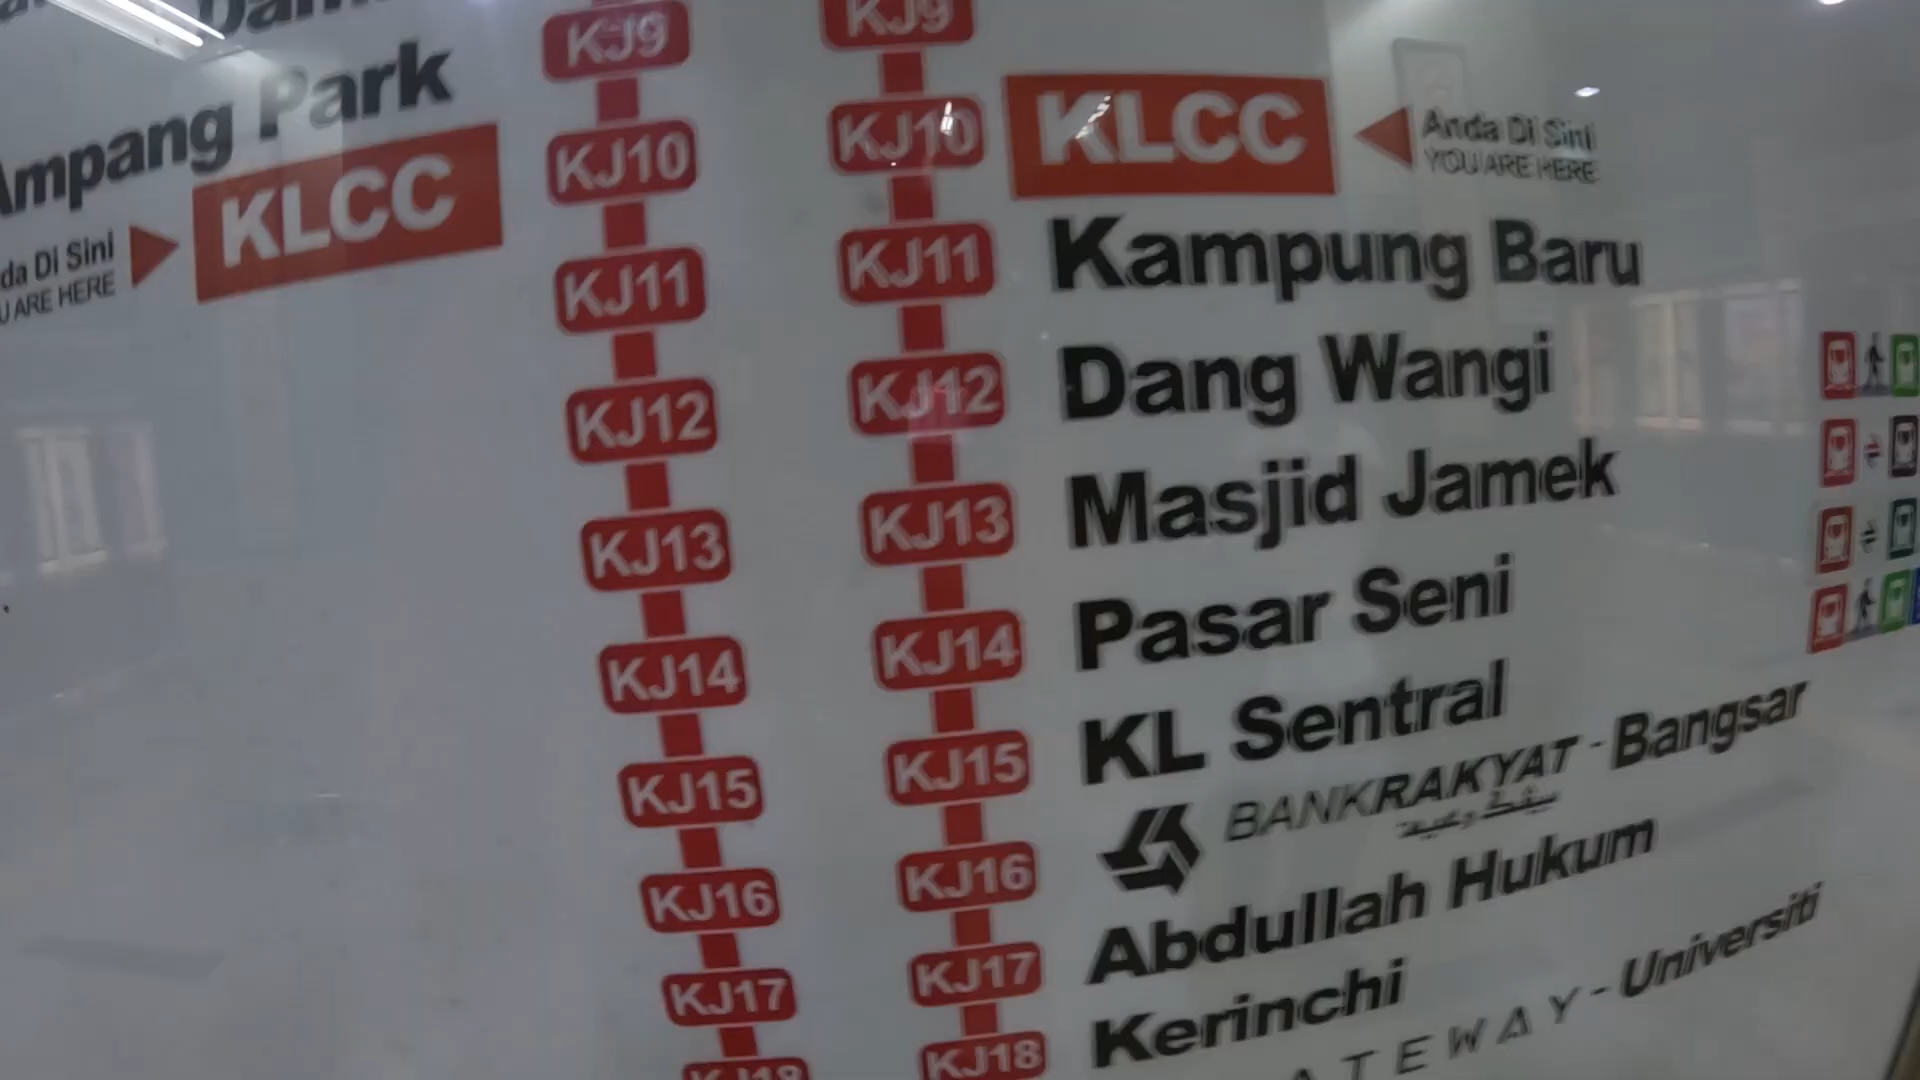 Ampang Park
KLCC
Di Sini
ARE HERE
KJ9
KJ10
KJ11
KJ12
KJ13
KJ14
KJ15
KJ16
KJ17
KJ18
KJ9
KJ10 KLCC Anda Di Sini
YOU ARE HERE
KJ11 Kampung Baru
KJ12 Dang Wangi
KJ13 Masjid Jamek
KJ14 Pasar Seni
KJ15 KL Sentral
KJ16 BANKRAKYAT - Bangsar
KJ17 Abdullah Hukum
KJ18 Kerinchi
- Universiti